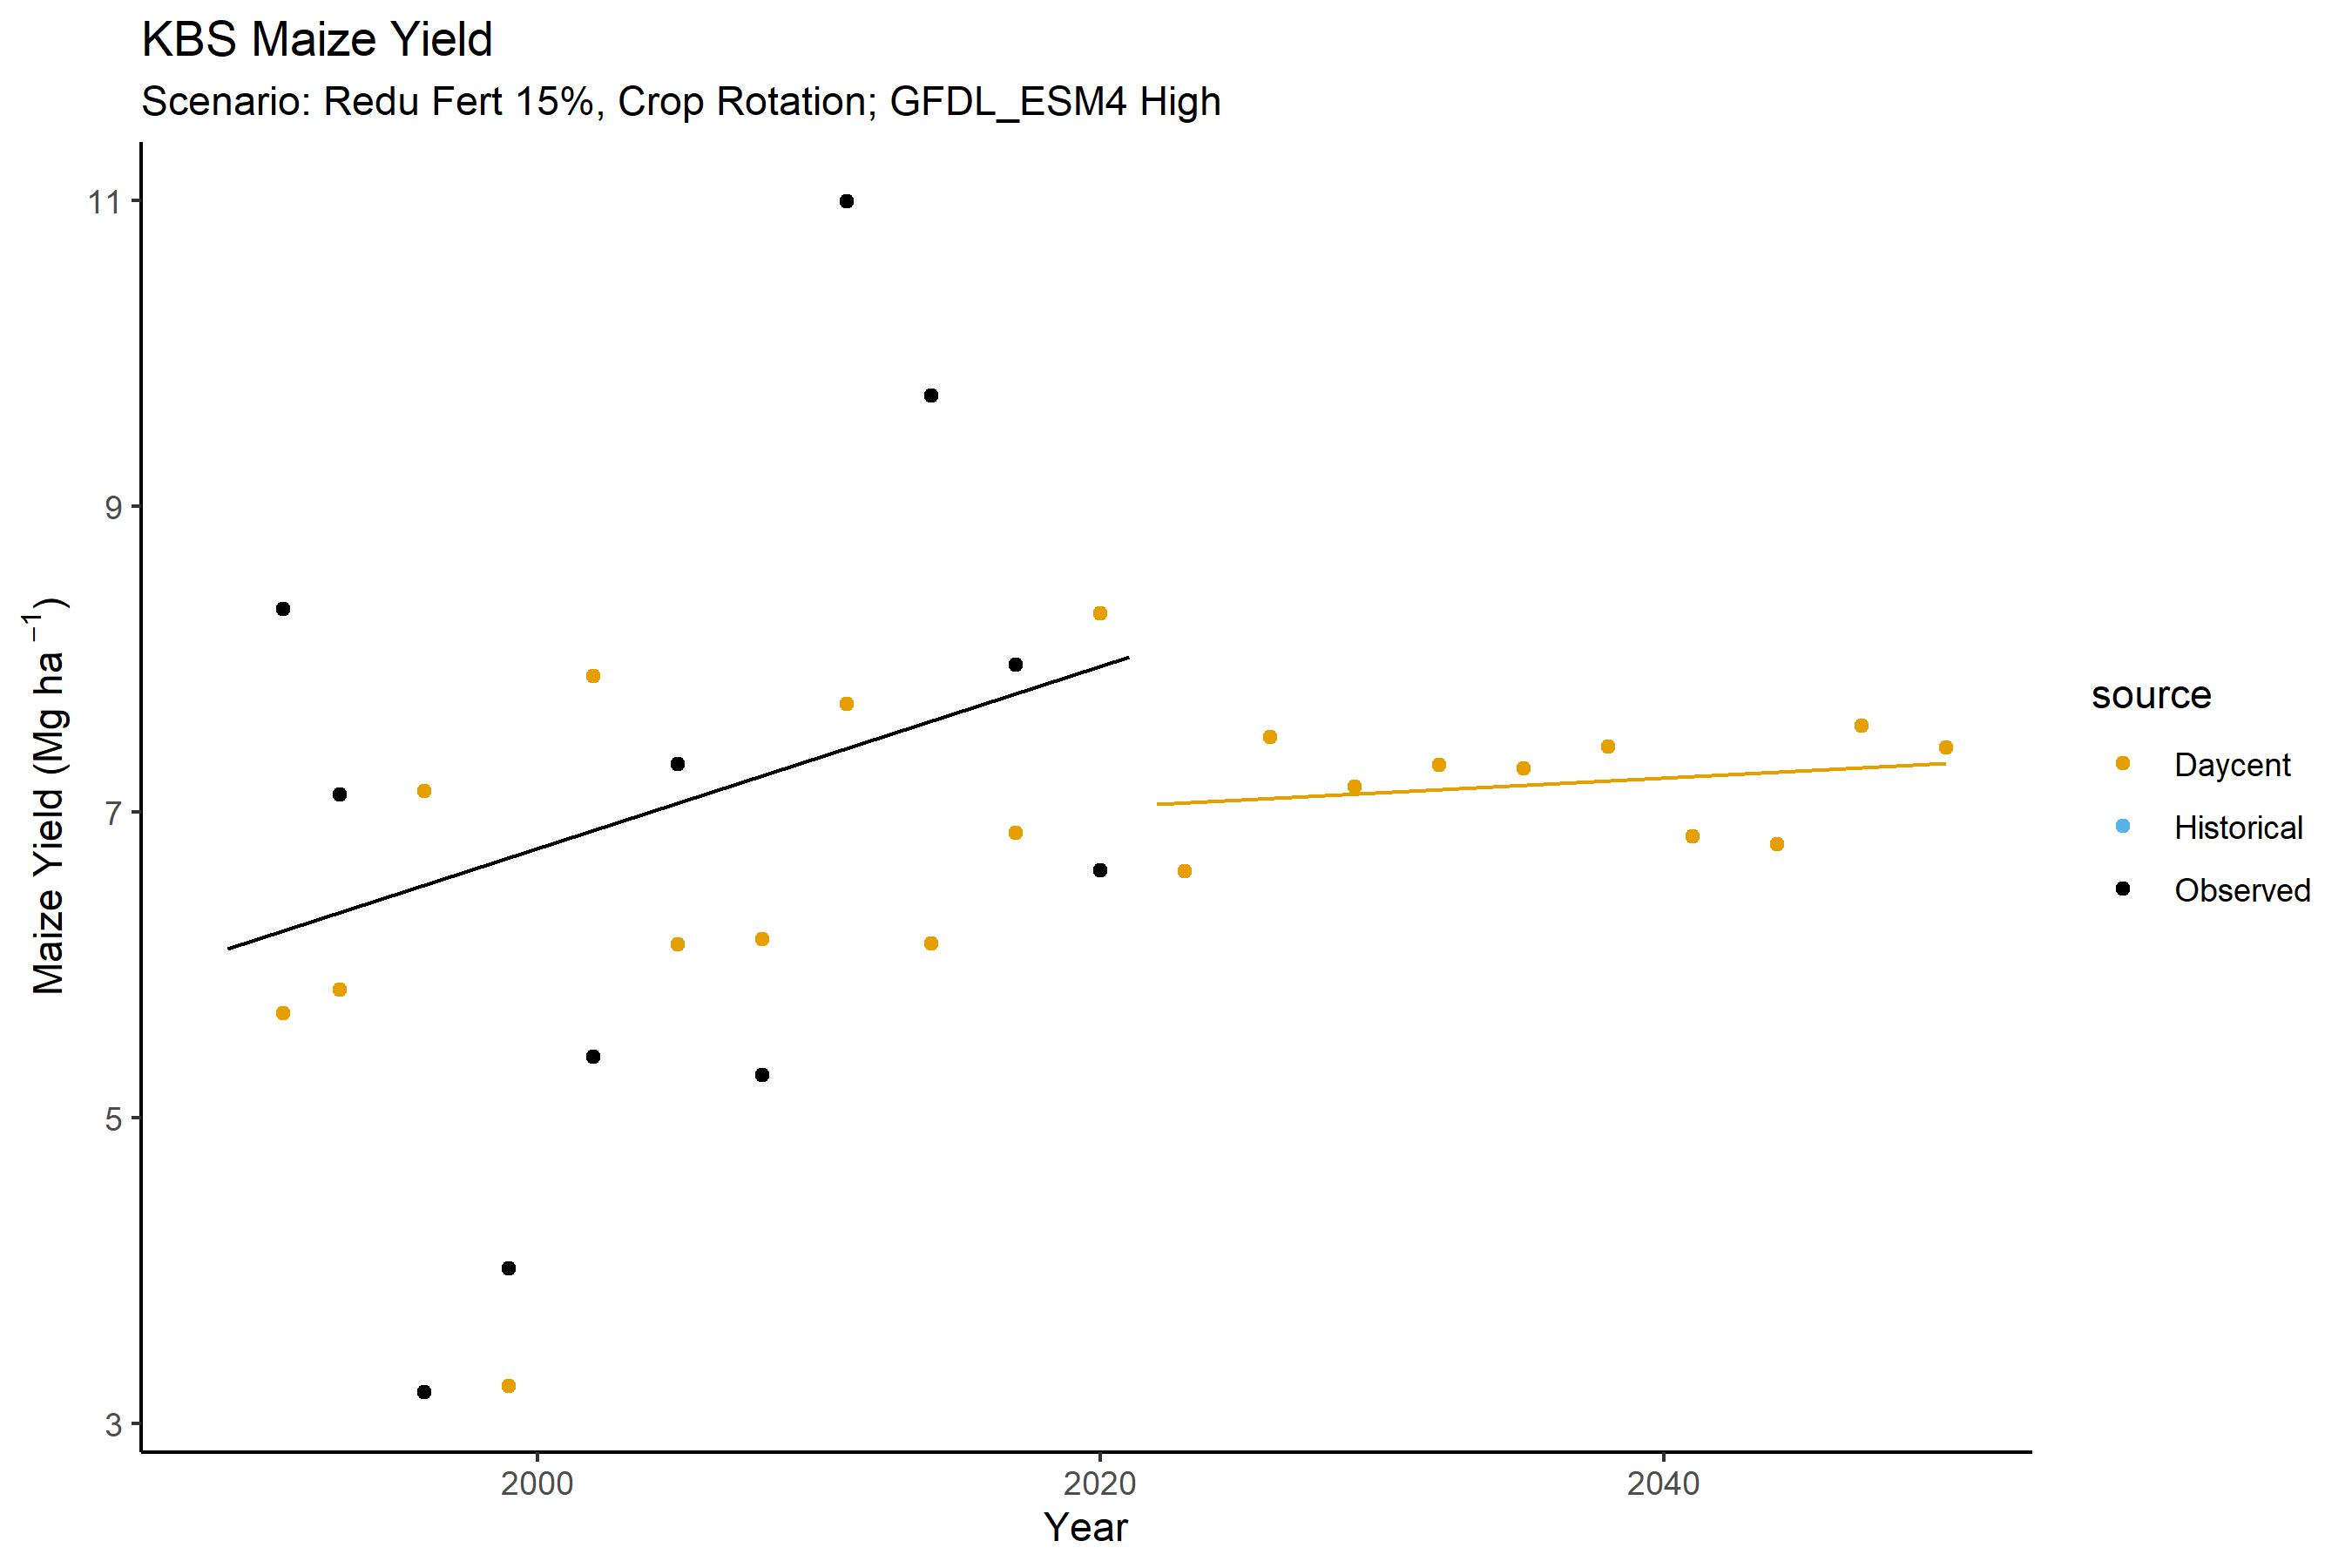 KBS Maize Yield
Scenario: Redu Fert 15%, Crop Rotation; GFDL_ESM4 High
11
9
7
5
3
Maize Yield (Mg ha −1)
2000
2020
2040
Year
source
Daycent
Historical
Observed